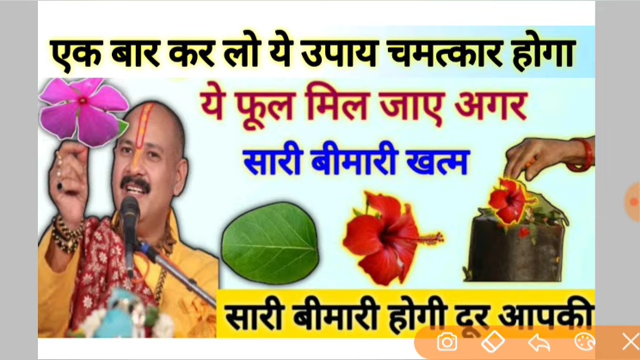 एक बार कर लो ये उपाय चमत्कार होगा
ये फूल मिल जाए अगर
सारी बीमारी खत्म
सारी बीमारी होगी दूर आपकी